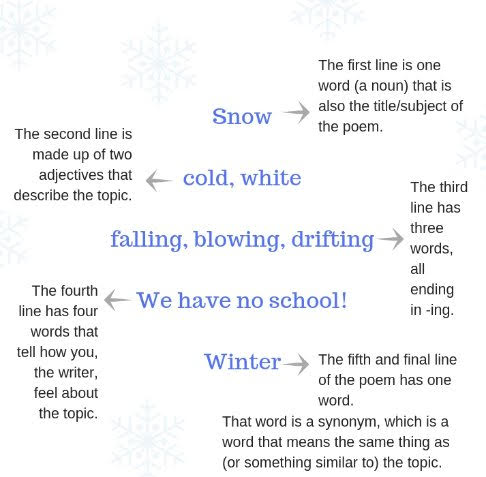 The first line is one
word (a noun) that is
also the title/subject of
the poem.
Snow
The second line is
made up of two
adjectives that
describe the topic.
cold, white
The third
line has
three
words,
all
ending
in -ing.
falling, blowing, drifting
The fourth
line has four
words that
tell how you,
the writer,
feel about
the topic.
We have no school!
Winter
The fifth and final line
of the poem has one
word.
That word is a synonym, which is a
word that means the same thing as
(or something similar to) the topic.